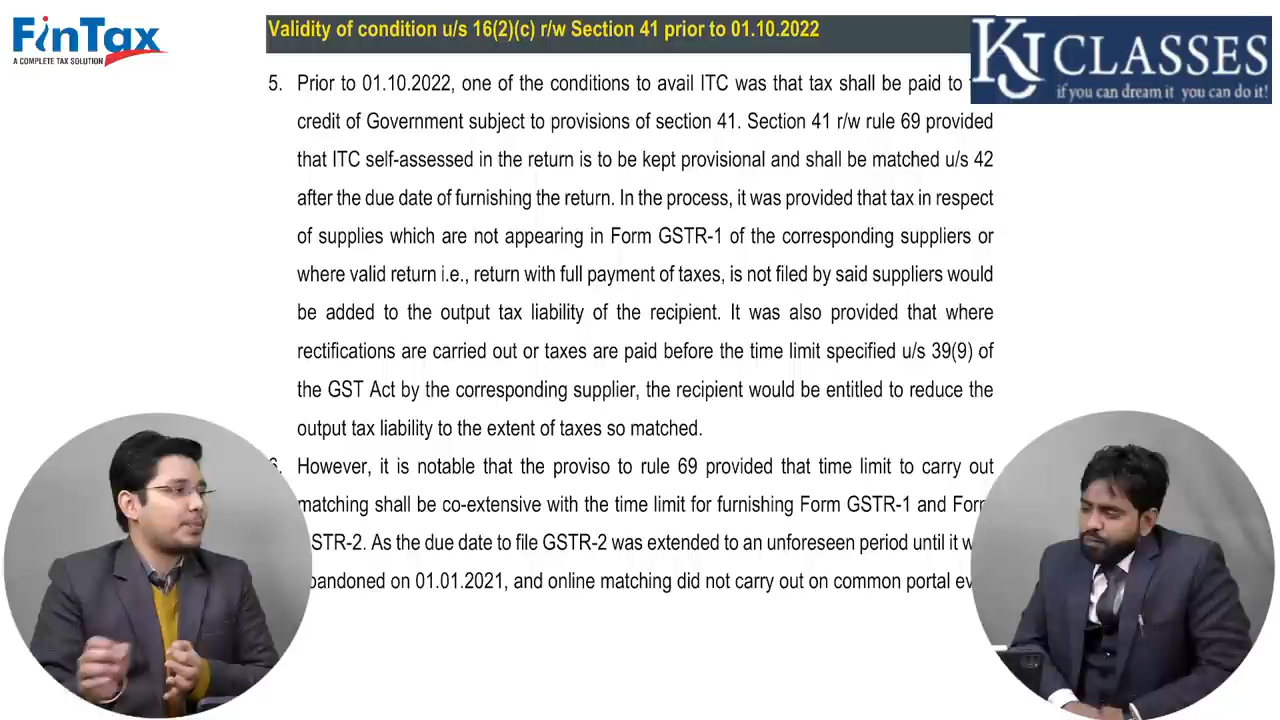 FinTax
A COMPLETE TAX SOLUTION
Validity of condition u/s 16(2)(c) r/w Section 41 prior to 01.10.2022
KJ CLASSES
if you can dream it you can do it!
5. Prior to 01.10.2022, one of the conditions to avail ITC was that tax shall be paid to
credit of Government subject to provisions of section 41. Section 41 r/w rule 69 provided
that ITC self-assessed in the return is to be kept provisional and shall be matched u/s 42
after the due date of furnishing the return. In the process, it was provided that tax in respect
of supplies which are not appearing in Form GSTR-1 of the corresponding suppliers or
where valid return i.e., return with full payment of taxes, is not filed by said suppliers would
be added to the output tax liability of the recipient. It was also provided that where
rectifications are carried out or taxes are paid before the time limit specified u/s 39(9) of
the GST Act by the corresponding supplier, the recipient would be entitled to reduce the
output tax liability to the extent of taxes so matched.
However, it is notable that the proviso to rule 69 provided that time limit to carry out
matching shall be co-extensive with the time limit for furnishing Form GSTR-1 and
STR-2. As the due date to file GSTR-2 was extended to an unforeseen period until it
on 01.01.2021, and online matching did not carry out on common portal